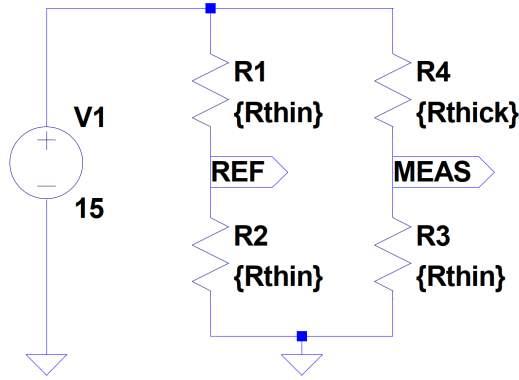 R1
{Rthin}
R4
{Rthick}
V1
15
REF
MEAS
R2
{Rthin}
R3
{Rthin}